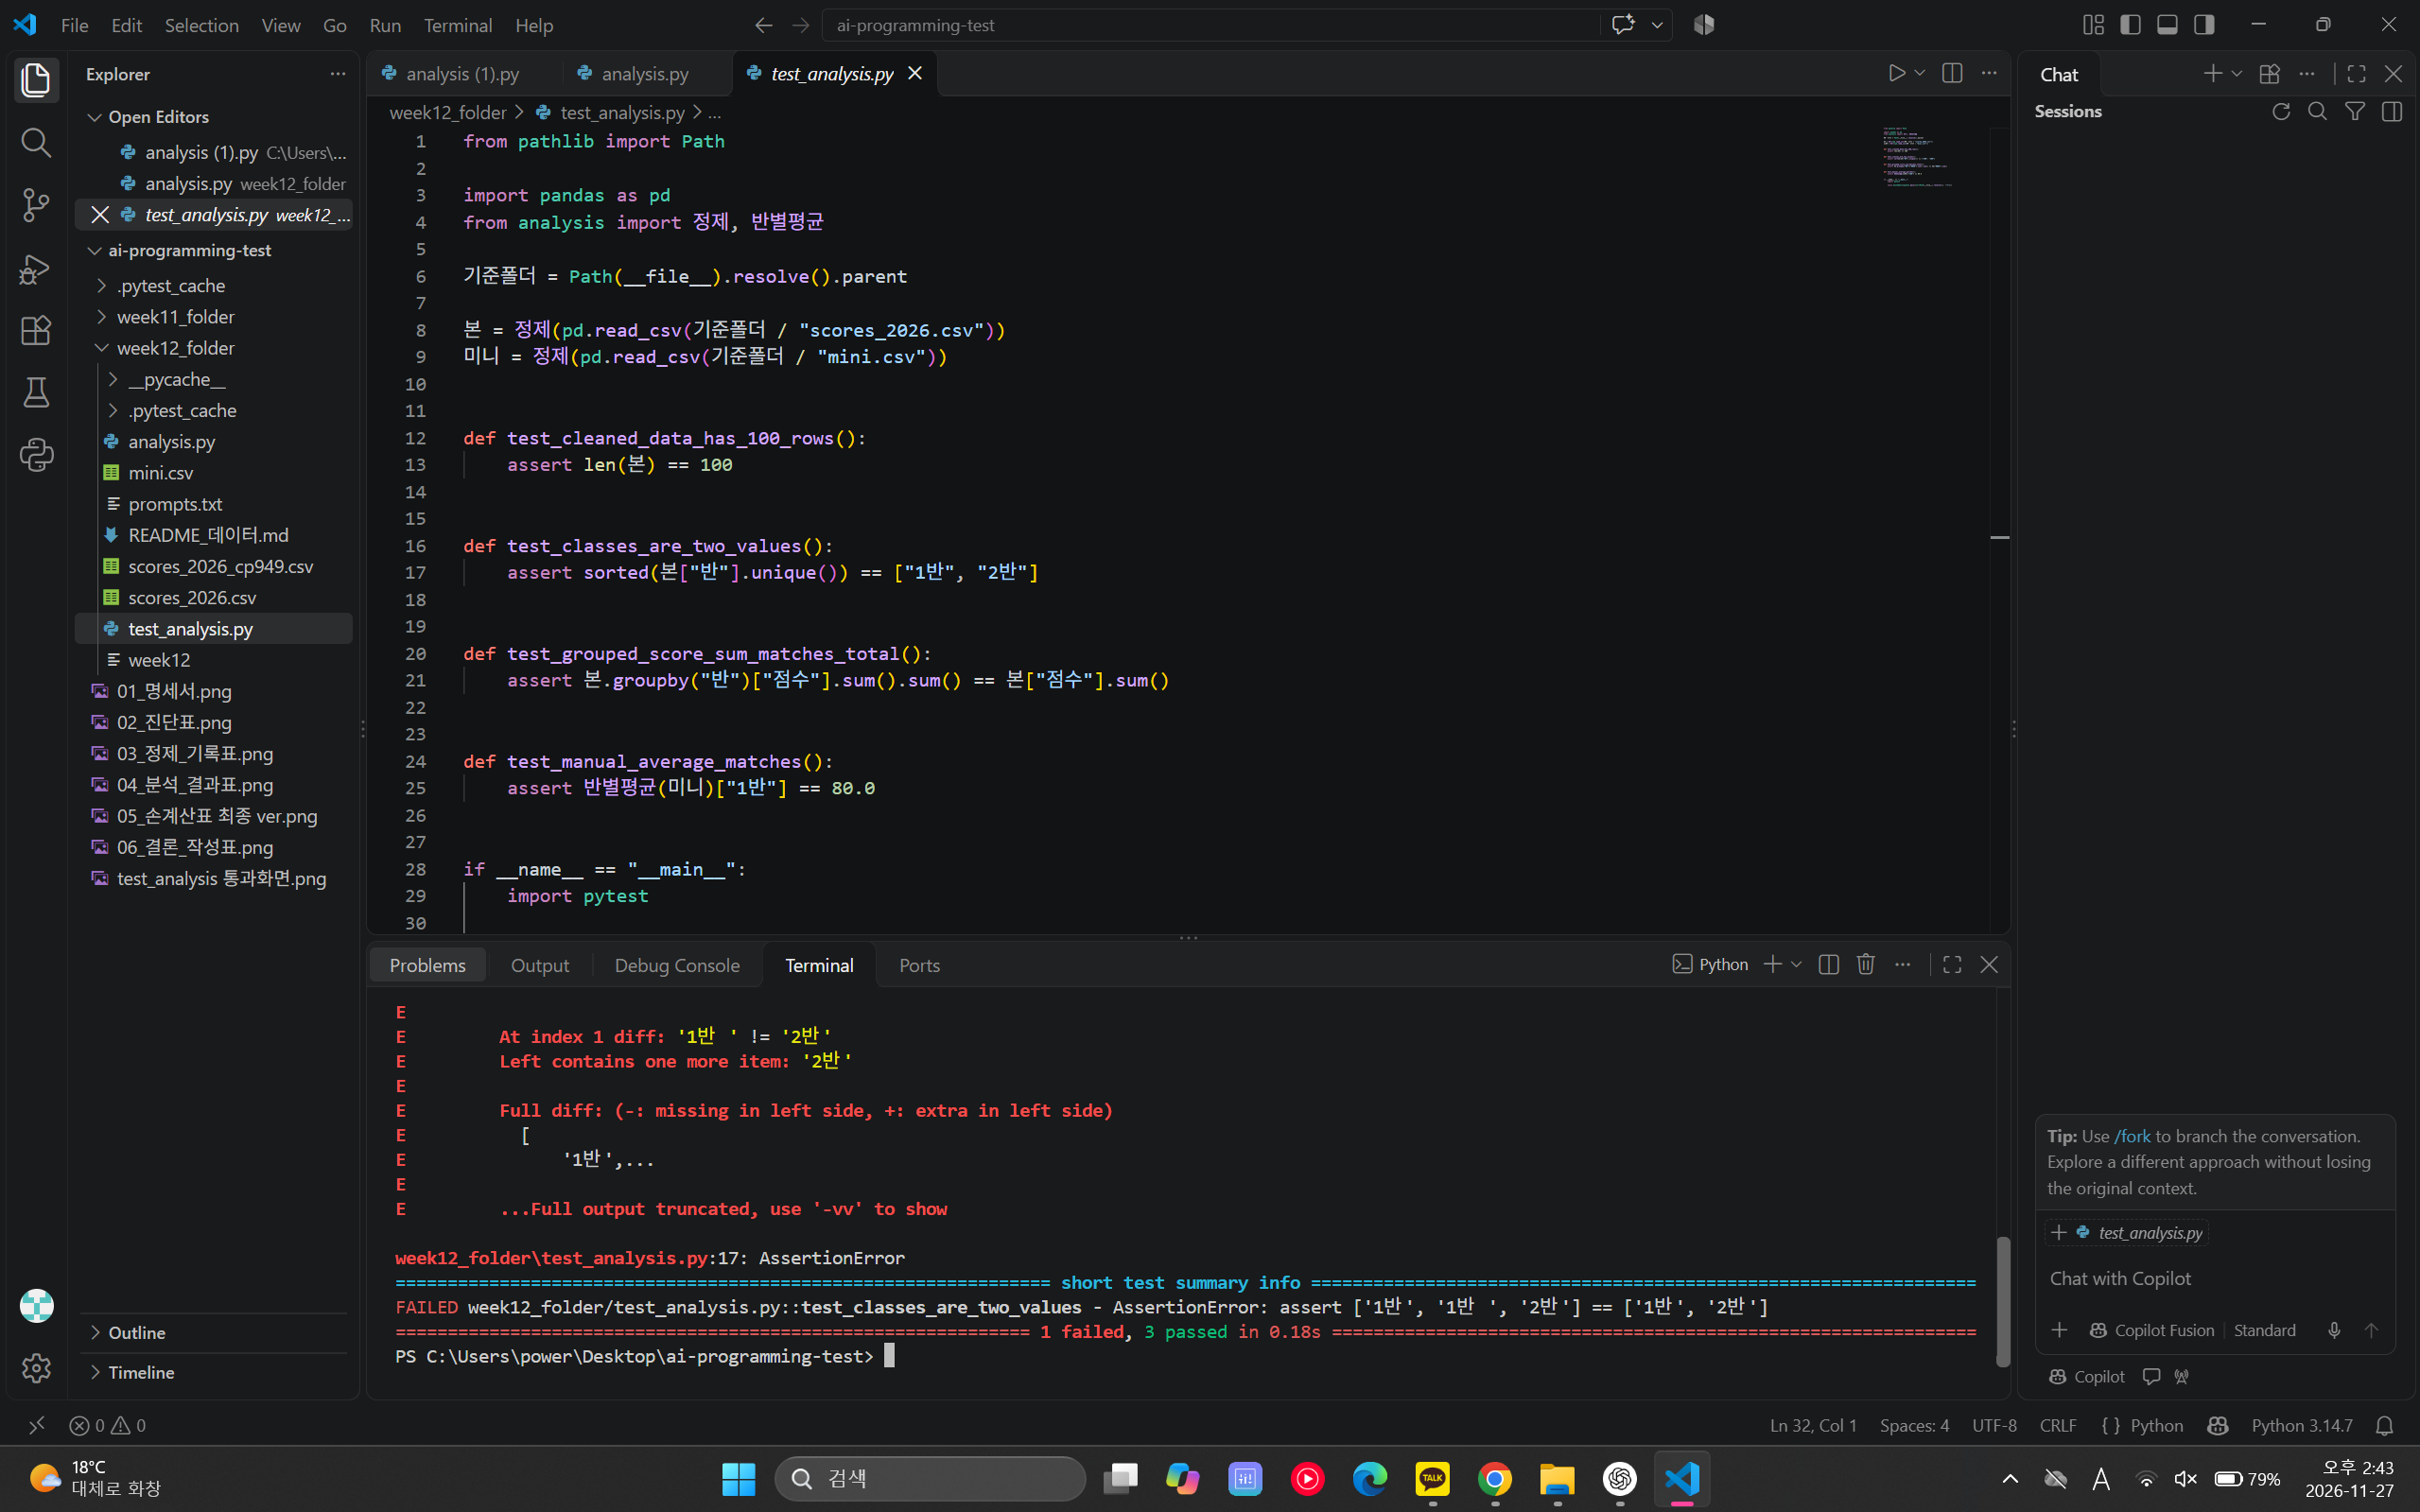 File Edit Selection View Go Run Terminal Help
ai-programming-test
Explorer
Open Editors
analysis (1).py C:\Users\...
analysis.py week12_folder
test_analysis.py week12_...
ai-programming-test
.pytest_cache
week11_folder
week12_folder
__pycache__
.pytest_cache
analysis.py
mini.csv
prompts.txt
README_데이터.md
scores_2026_cp949.csv
scores_2026.csv
test_analysis.py
week12
01_명세서.png
02_진단표.png
03_정제_기록표.png
04_분석_결과표.png
05_손계산표 최종 ver.png
06_결론_작성표.png
test_analysis 통과화면.png
Outline
Timeline
analysis (1).py analysis.py test_analysis.py
week12_folder > test_analysis.py > ...
1 from pathlib import Path
2
3 import pandas as pd
4 from analysis import 정제, 반별평균
5
6 기준폴더 = Path(__file__).resolve().parent
7
8 본 = 정제(pd.read_csv(기준폴더 / "scores_2026.csv"))
9 미니 = 정제(pd.read_csv(기준폴더 / "mini.csv"))
10
11
12 def test_cleaned_data_has_100_rows():
13 assert len(본) == 100
14
15
16 def test_classes_are_two_values():
17 assert sorted(본["반"].unique()) == ["1반", "2반"]
18
19
20 def test_grouped_score_sum_matches_total():
21 assert 본.groupby("반")["점수"].sum().sum() == 본["점수"].sum()
22
23
24 def test_manual_average_matches():
25 assert 반별평균(미니)["1반"] == 80.0
26
27
28 if __name__ == "__main__":
29 import pytest
30
Problems Output Debug Console Terminal Ports
Python
E
E At index 1 diff: '1반 ' != '2반'
E Left contains one more item: '2반'
E
E Full diff: (-: missing in left side, +: extra in left side)
E [
E '1반',...
E
E ...Full output truncated, use '-vv' to show
week12_folder\test_analysis.py:17: AssertionError
=============================================================== short test summary info ================================================================
FAILED week12_folder/test_analysis.py::test_classes_are_two_values - AssertionError: assert ['1반', '1반 ', '2반'] == ['1반', '2반']
============================================================= 1 failed, 3 passed in 0.18s ==============================================================
PS C:\Users\power\Desktop\ai-programming-test>
Chat
Sessions
Tip: Use /fork to branch the conversation.
Explore a different approach without losing
the original context.
test_analysis.py
Chat with Copilot
Copilot Fusion Standard
Copilot
0 0
Ln 32, Col 1 Spaces: 4 UTF-8 CRLF { } Python Python 3.14.7
18°C
대체로 화창
검색
TALK
A
79%
오후 2:43
2026-11-27